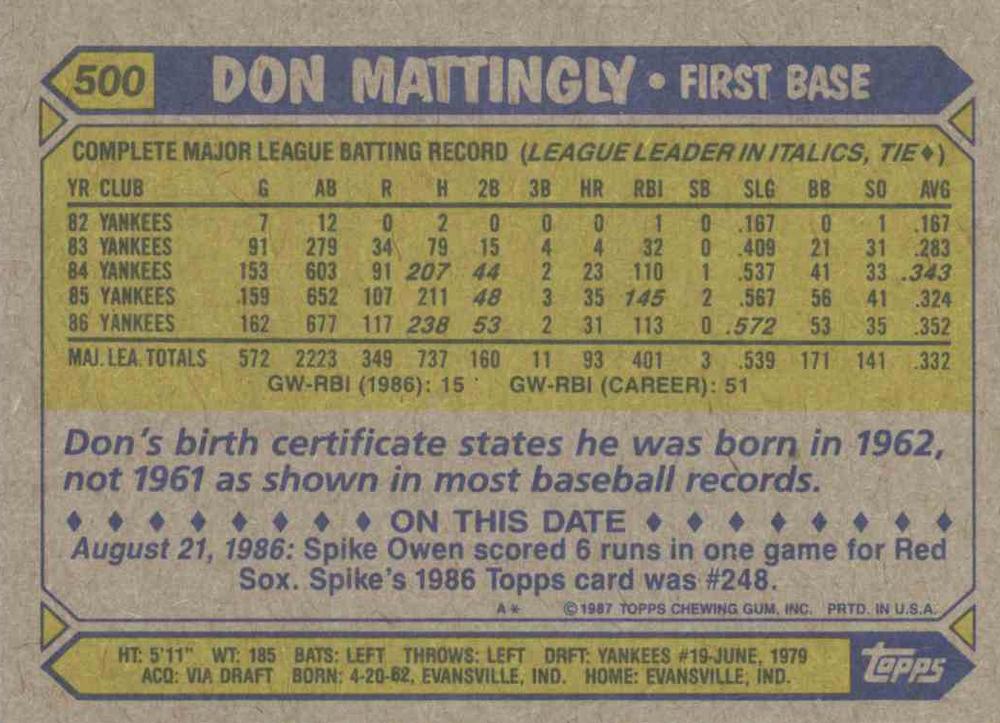 500 DON MATTINGLY • FIRST BASE
COMPLETE MAJOR LEAGUE BATTING RECORD (LEAGUE LEADER IN ITALICS, TIE♦)
YR CLUB G AB R H 2B 3B HR RBI SB SLG BB SO AVG
82 YANKEES 7 12 0 2 0 0 0 1 0 .167 0 1 .167
83 YANKEES 91 279 34 79 15 4 4 32 0 .409 21 31 .283
84 YANKEES 153 603 91 207 44 2 23 110 1 .537 41 33 .343
85 YANKEES 159 652 107 211 48 3 35 145 2 .567 56 41 .324
86 YANKEES 162 677 117 238 53 2 31 113 0 .572 53 35 .352
MAJ. LEA. TOTALS 572 2223 349 737 160 11 93 401 3 .539 171 141 .332
GW-RBI (1986): 15 GW-RBI (CAREER): 51
Don's birth certificate states he was born in 1962,
not 1961 as shown in most baseball records.
♦ ♦ ♦ ♦ ♦ ♦ ♦ ♦ ON THIS DATE ♦ ♦ ♦ ♦ ♦ ♦ ♦ ♦
August 21, 1986: Spike Owen scored 6 runs in one game for Red
Sox. Spike's 1986 Topps card was #248.
A* ©1987 TOPPS CHEWING GUM, INC. PRTD. IN U.S.A.
HT: 5'11" WT: 185 BATS: LEFT THROWS: LEFT DRFT: YANKEES #19-JUNE, 1979
ACQ: VIA DRAFT BORN: 4-20-62, EVANSVILLE, IND. HOME: EVANSVILLE, IND.
topps